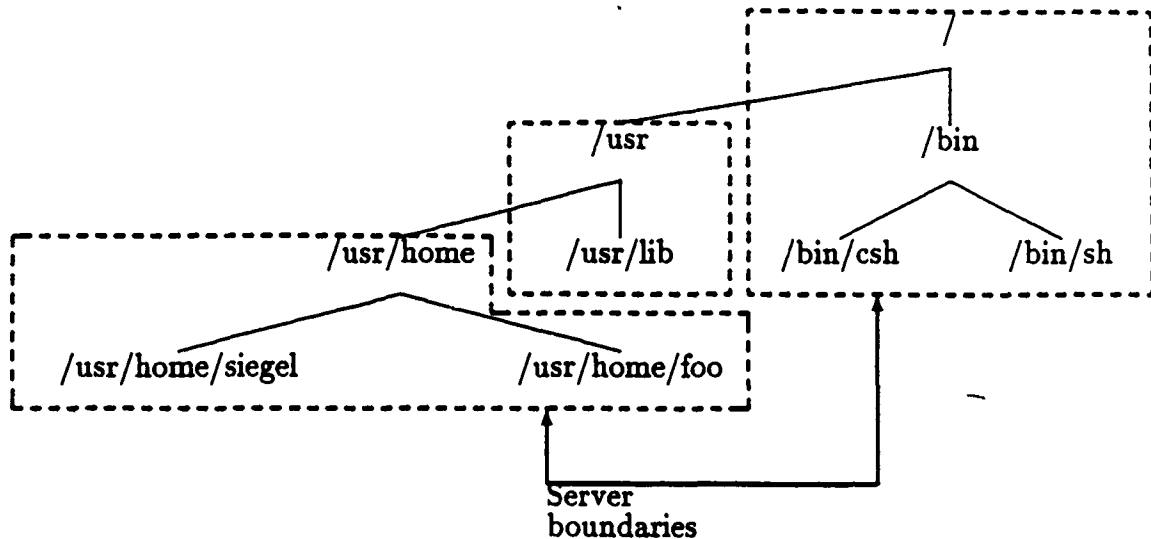 /
/usr
/bin
/usr/home
/usr/lib
/bin/csh
/bin/sh
/usr/home/siegel
/usr/home/foo
Server
boundaries